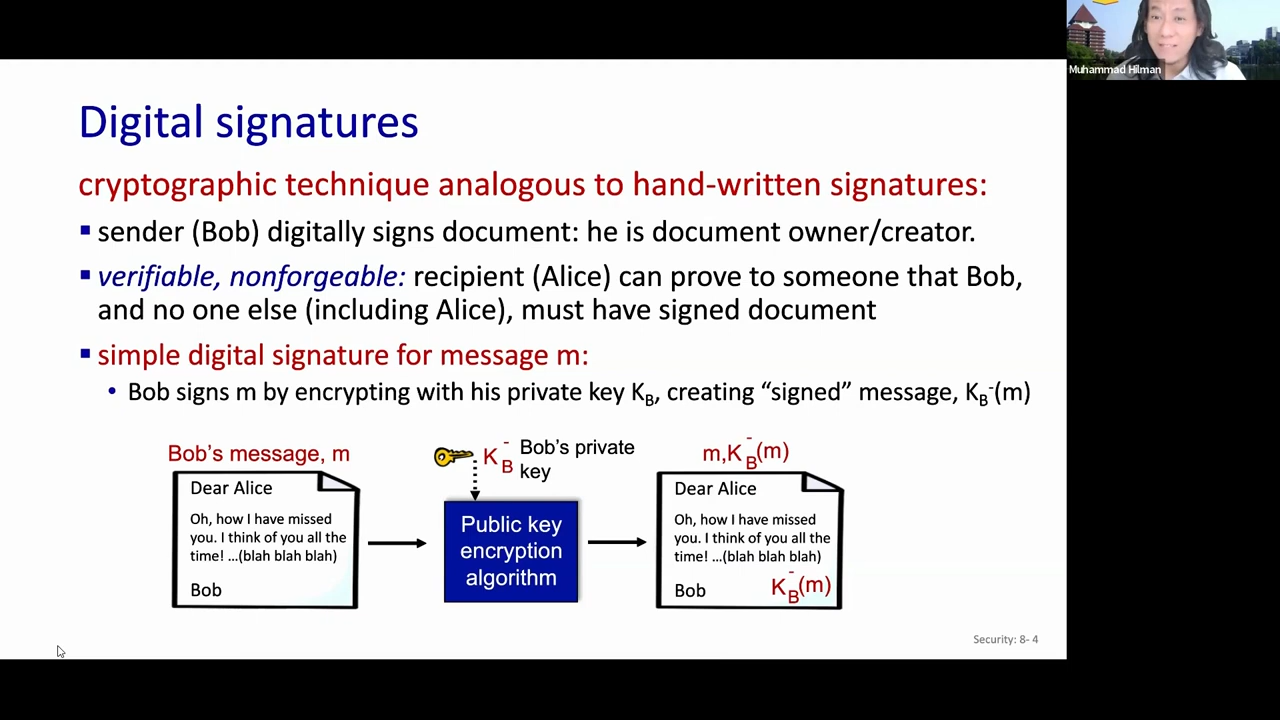 Muhammad Hilman
Digital signatures
cryptographic technique analogous to hand-written signatures:
▪ sender (Bob) digitally signs document: he is document owner/creator.
▪ verifiable, nonforgeable: recipient (Alice) can prove to someone that Bob,
and no one else (including Alice), must have signed document
▪ simple digital signature for message m:
• Bob signs m by encrypting with his private key K_B, creating “signed” message, K_B^-(m)
Bob’s message, m
Dear Alice
Oh, how I have missed
you. I think of you all the
time! …(blah blah blah)
Bob
K_B^-
Bob’s private
key
Public key
encryption
algorithm
m,K_B^-(m)
Dear Alice
Oh, how I have missed
you. I think of you all the
time! …(blah blah blah)
Bob
K_B^-(m)
Security: 8- 4